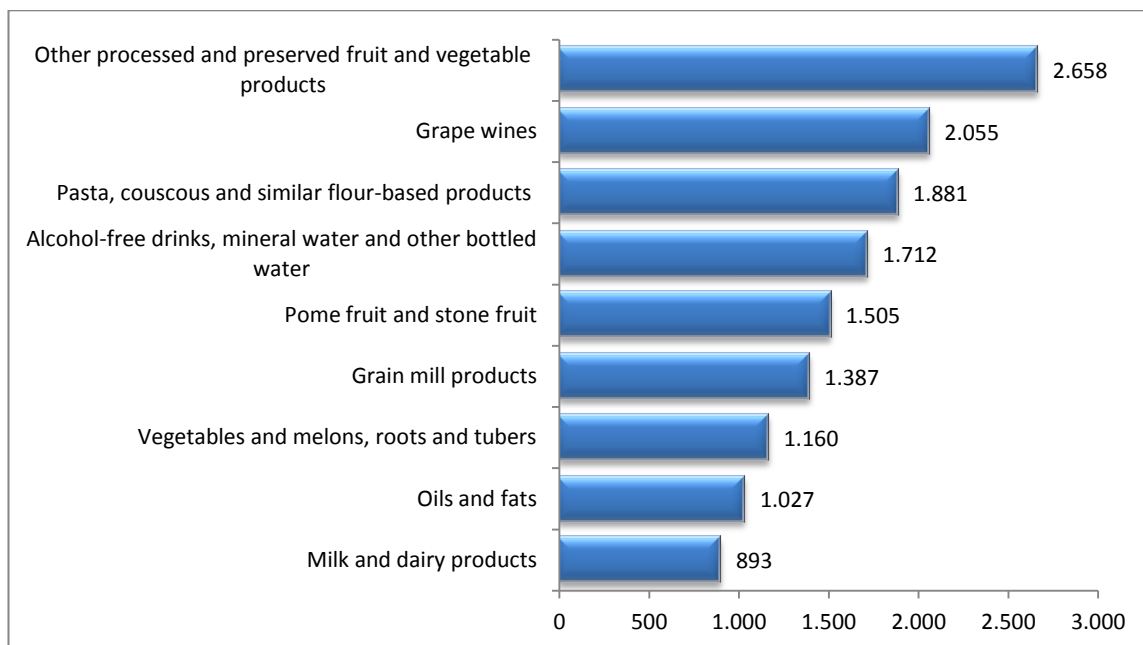 Other processed and preserved fruit and vegetable
products
2.658
Grape wines
2.055
Pasta, couscous and similar flour-based products
1.881
Alcohol-free drinks, mineral water and other bottled
water
1.712
Pome fruit and stone fruit
1.505
Grain mill products
1.387
Vegetables and melons, roots and tubers
1.160
Oils and fats
1.027
Milk and dairy products
893
0 500 1.000 1.500 2.000 2.500 3.000